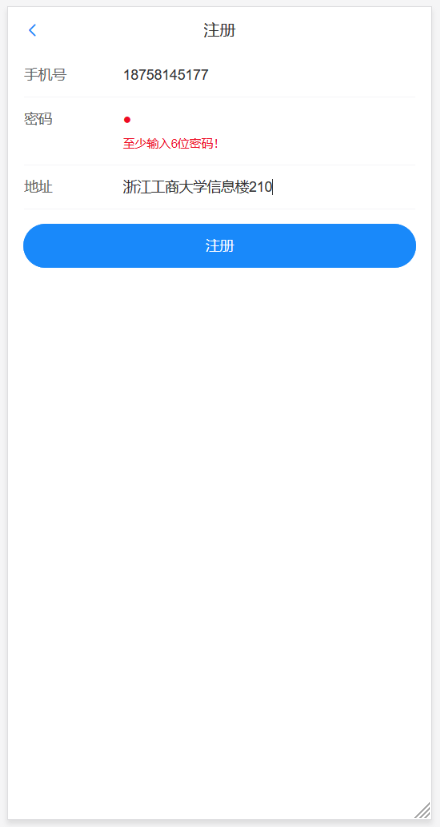 注册
手机号 18758145177
密码 ●
至少输入6位密码！
地址 浙江工商大学信息楼210
注册